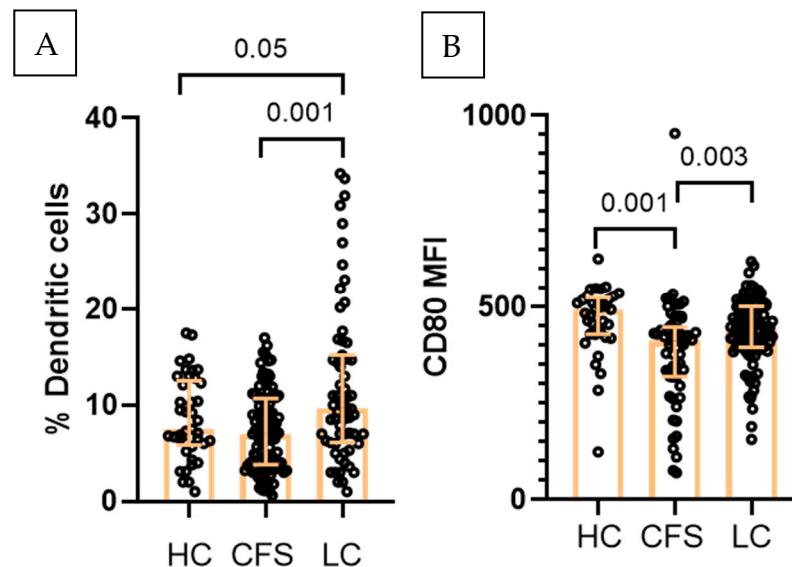 A
0.05
0.001
40
30
20
10
0
% Dendritic cells
HC CFS LC
B
0.003
0.001
1000
500
0
CD80 MFI
HC CFS LC